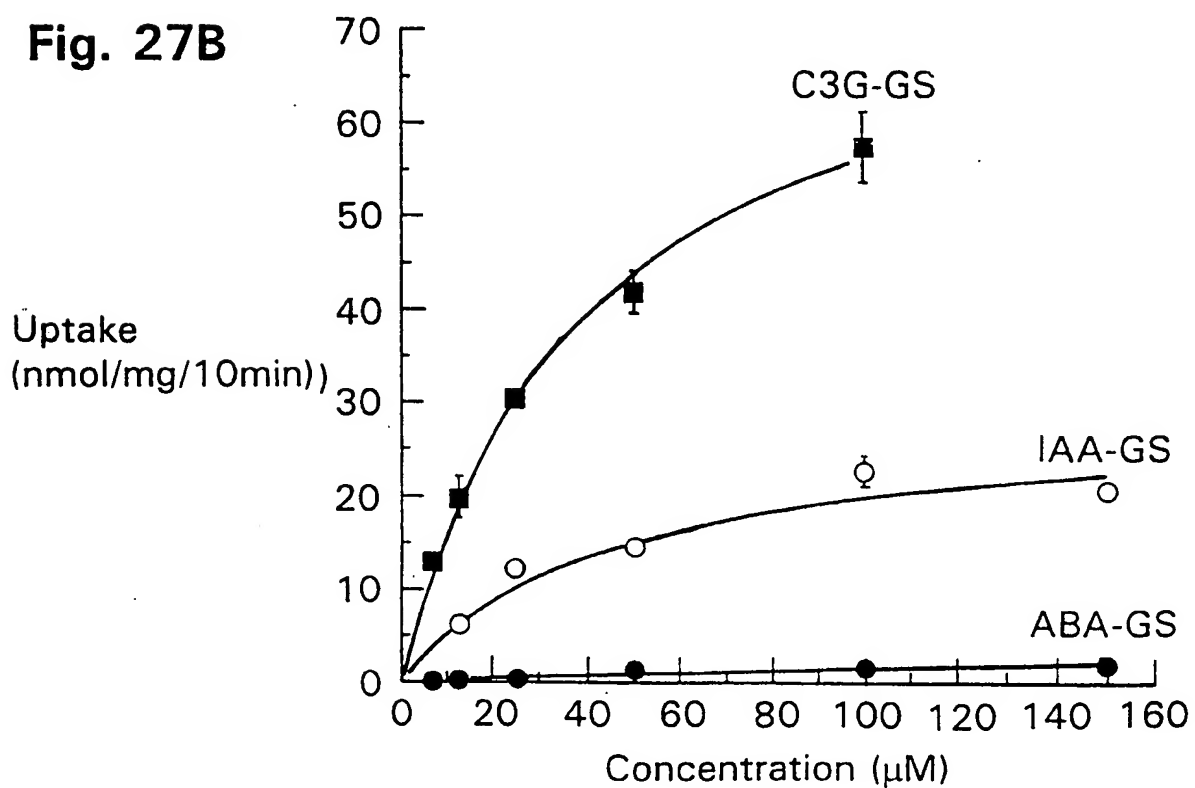 Fig. 27B
70
60
50
40
30
20
10
0
Uptake
(nmol/mg/10min))
C3G-GS
IAA-GS
ABA-GS
0 20 40 60 80 100 120 140 160
Concentration (μM)